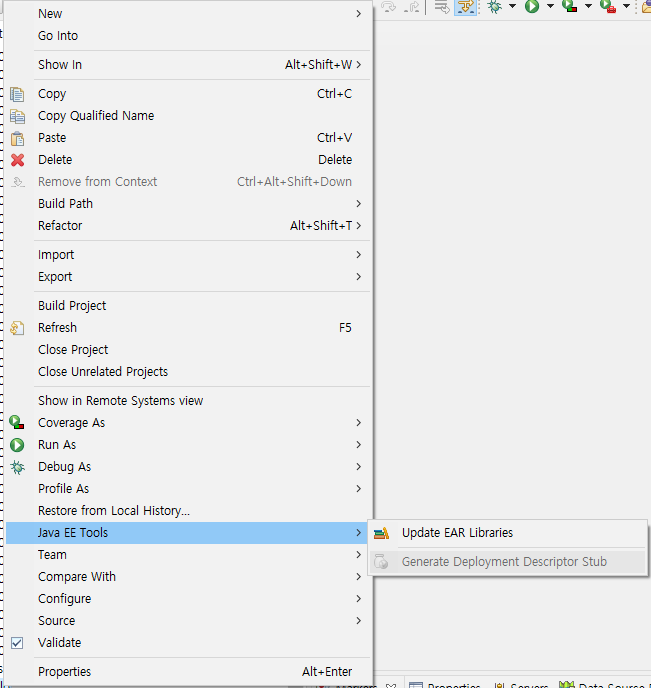 New
Go Into
Show In Alt+Shift+W
Copy Ctrl+C
Copy Qualified Name
Paste Ctrl+V
Delete Delete
Remove from Context Ctrl+Alt+Shift+Down
Build Path
Refactor Alt+Shift+T
Import
Export
Build Project
Refresh F5
Close Project
Close Unrelated Projects
Show in Remote Systems view
Coverage As
Run As
Debug As
Profile As
Restore from Local History...
Java EE Tools
Update EAR Libraries
Team
Generate Deployment Descriptor Stub
Compare With
Configure
Source
Validate
Properties Alt+Enter
Markers Properties Servers Data Source